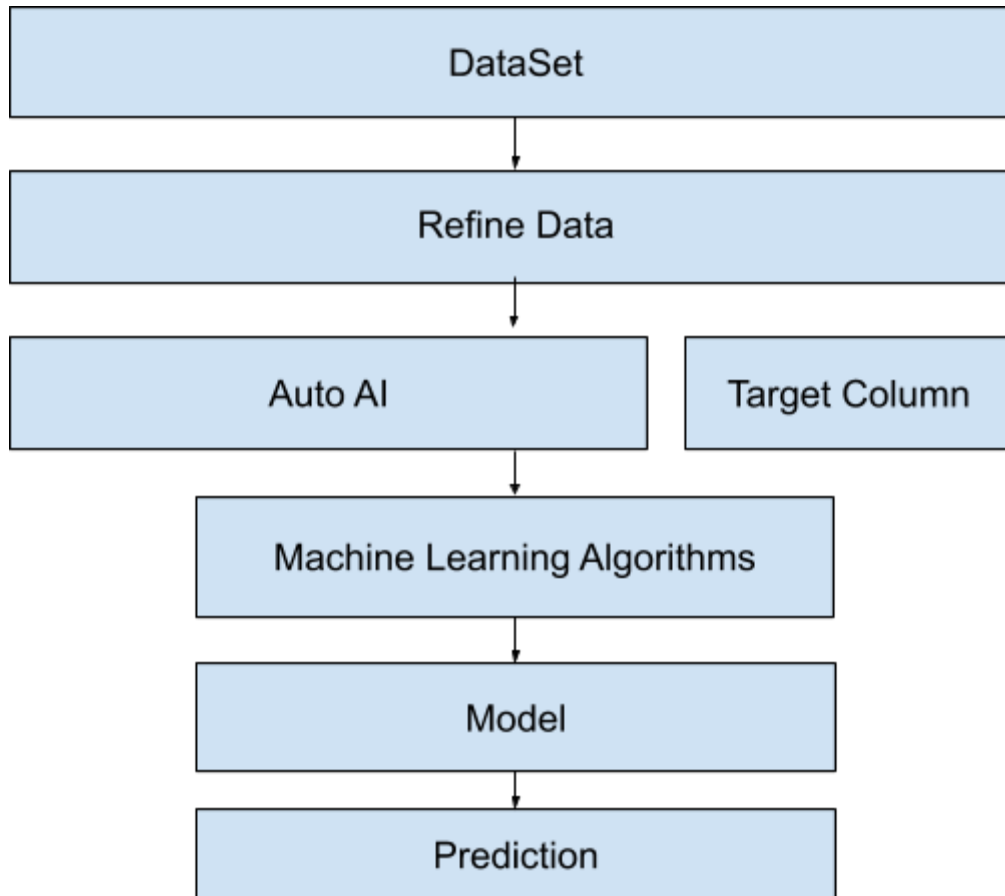 DataSet
Refine Data
Auto AI
Target Column
Machine Learning Algorithms
Model
Prediction